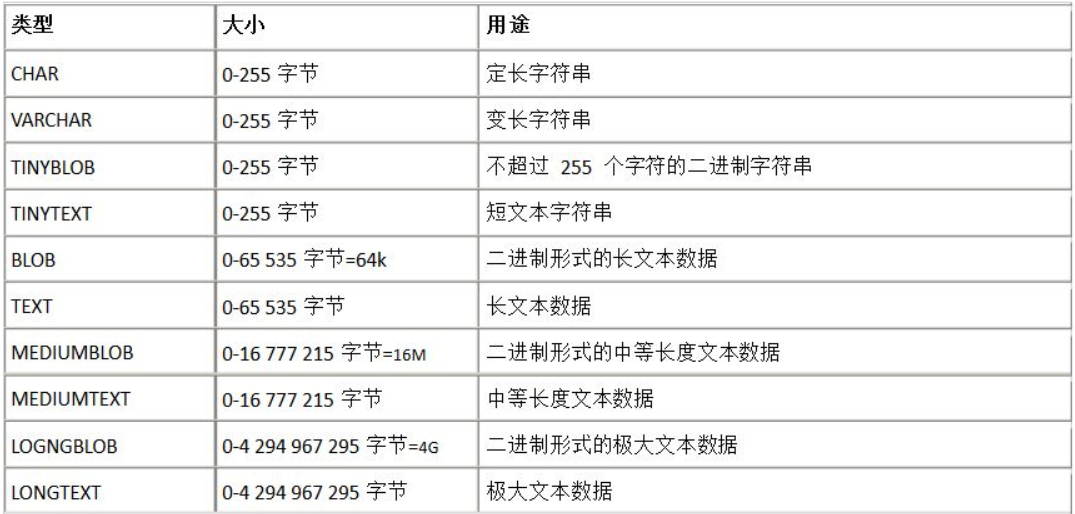 类型 大小 用途
CHAR 0-255 字节 定长字符串
VARCHAR 0-255 字节 变长字符串
TINYBLOB 0-255 字节 不超过 255 个字符的二进制字符串
TINYTEXT 0-255 字节 短文本字符串
BLOB 0-65 535 字节=64k 二进制形式的长文本数据
TEXT 0-65 535 字节 长文本数据
MEDIUMBLOB 0-16 777 215 字节=16M 二进制形式的中等长度文本数据
MEDIUMTEXT 0-16 777 215 字节 中等长度文本数据
LOGNGBLOB 0-4 294 967 295 字节=4G 二进制形式的极大文本数据
LONGTEXT 0-4 294 967 295 字节 极大文本数据